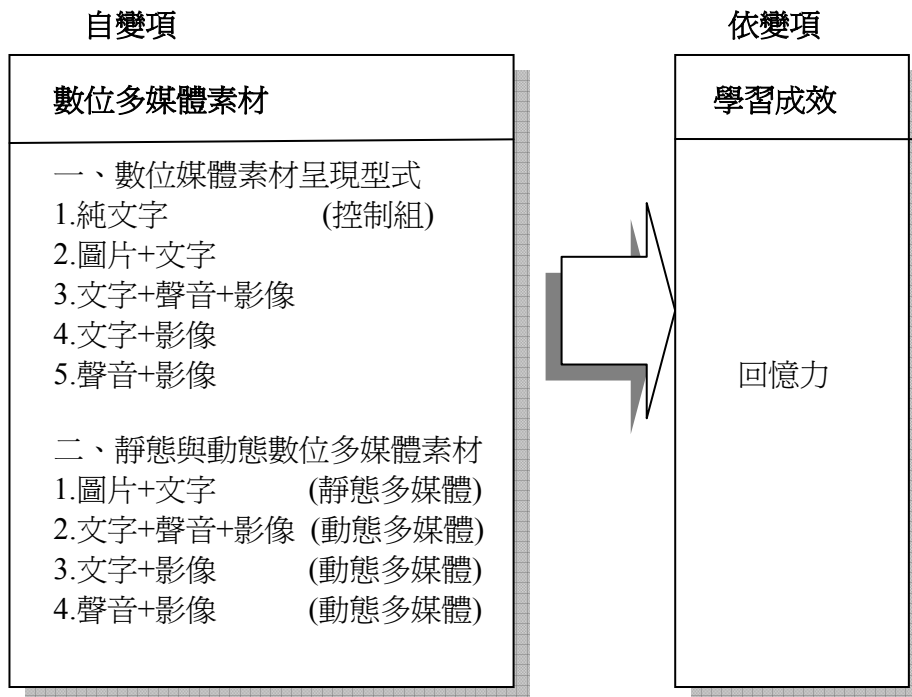 自變項
數位多媒體素材
一、數位媒體素材呈現型式
1.純文字 (控制組)
2.圖片+文字
3.文字+聲音+影像
4.文字+影像
5.聲音+影像
二、靜態與動態數位多媒體素材
1.圖片+文字 (靜態多媒體)
2.文字+聲音+影像 (動態多媒體)
3.文字+影像 (動態多媒體)
4.聲音+影像 (動態多媒體)
依變項
學習成效
回憶力